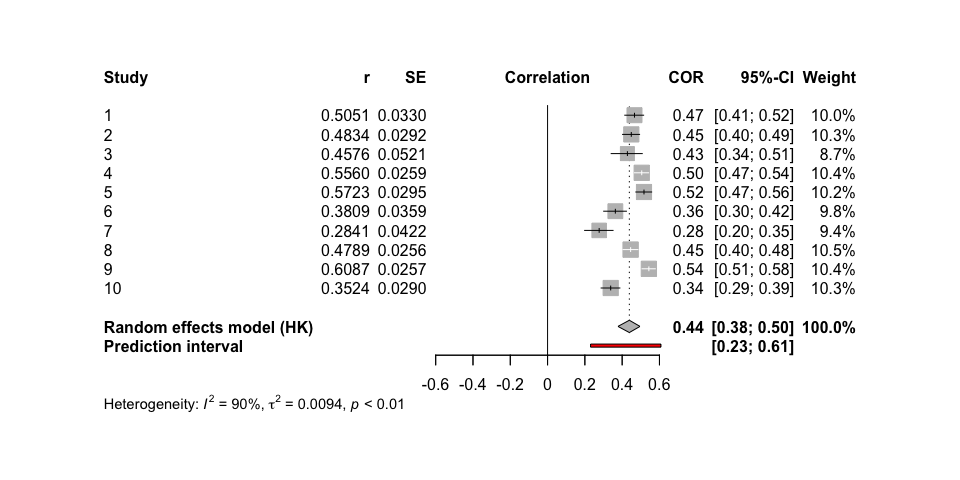 Study r SE Correlation COR 95%-CI Weight
1 0.5051 0.0330 0.47 [0.41; 0.52] 10.0%
2 0.4834 0.0292 0.45 [0.40; 0.49] 10.3%
3 0.4576 0.0521 0.43 [0.34; 0.51] 8.7%
4 0.5560 0.0259 0.50 [0.47; 0.54] 10.4%
5 0.5723 0.0295 0.52 [0.47; 0.56] 10.2%
6 0.3809 0.0359 0.36 [0.30; 0.42] 9.8%
7 0.2841 0.0422 0.28 [0.20; 0.35] 9.4%
8 0.4789 0.0256 0.45 [0.40; 0.48] 10.5%
9 0.6087 0.0257 0.54 [0.51; 0.58] 10.4%
10 0.3524 0.0290 0.34 [0.29; 0.39] 10.3%
Random effects model (HK) 0.44 [0.38; 0.50] 100.0%
Prediction interval [0.23; 0.61]
-0.6 -0.4 -0.2 0 0.2 0.4 0.6
Heterogeneity: I² = 90%, τ² = 0.0094, p < 0.01